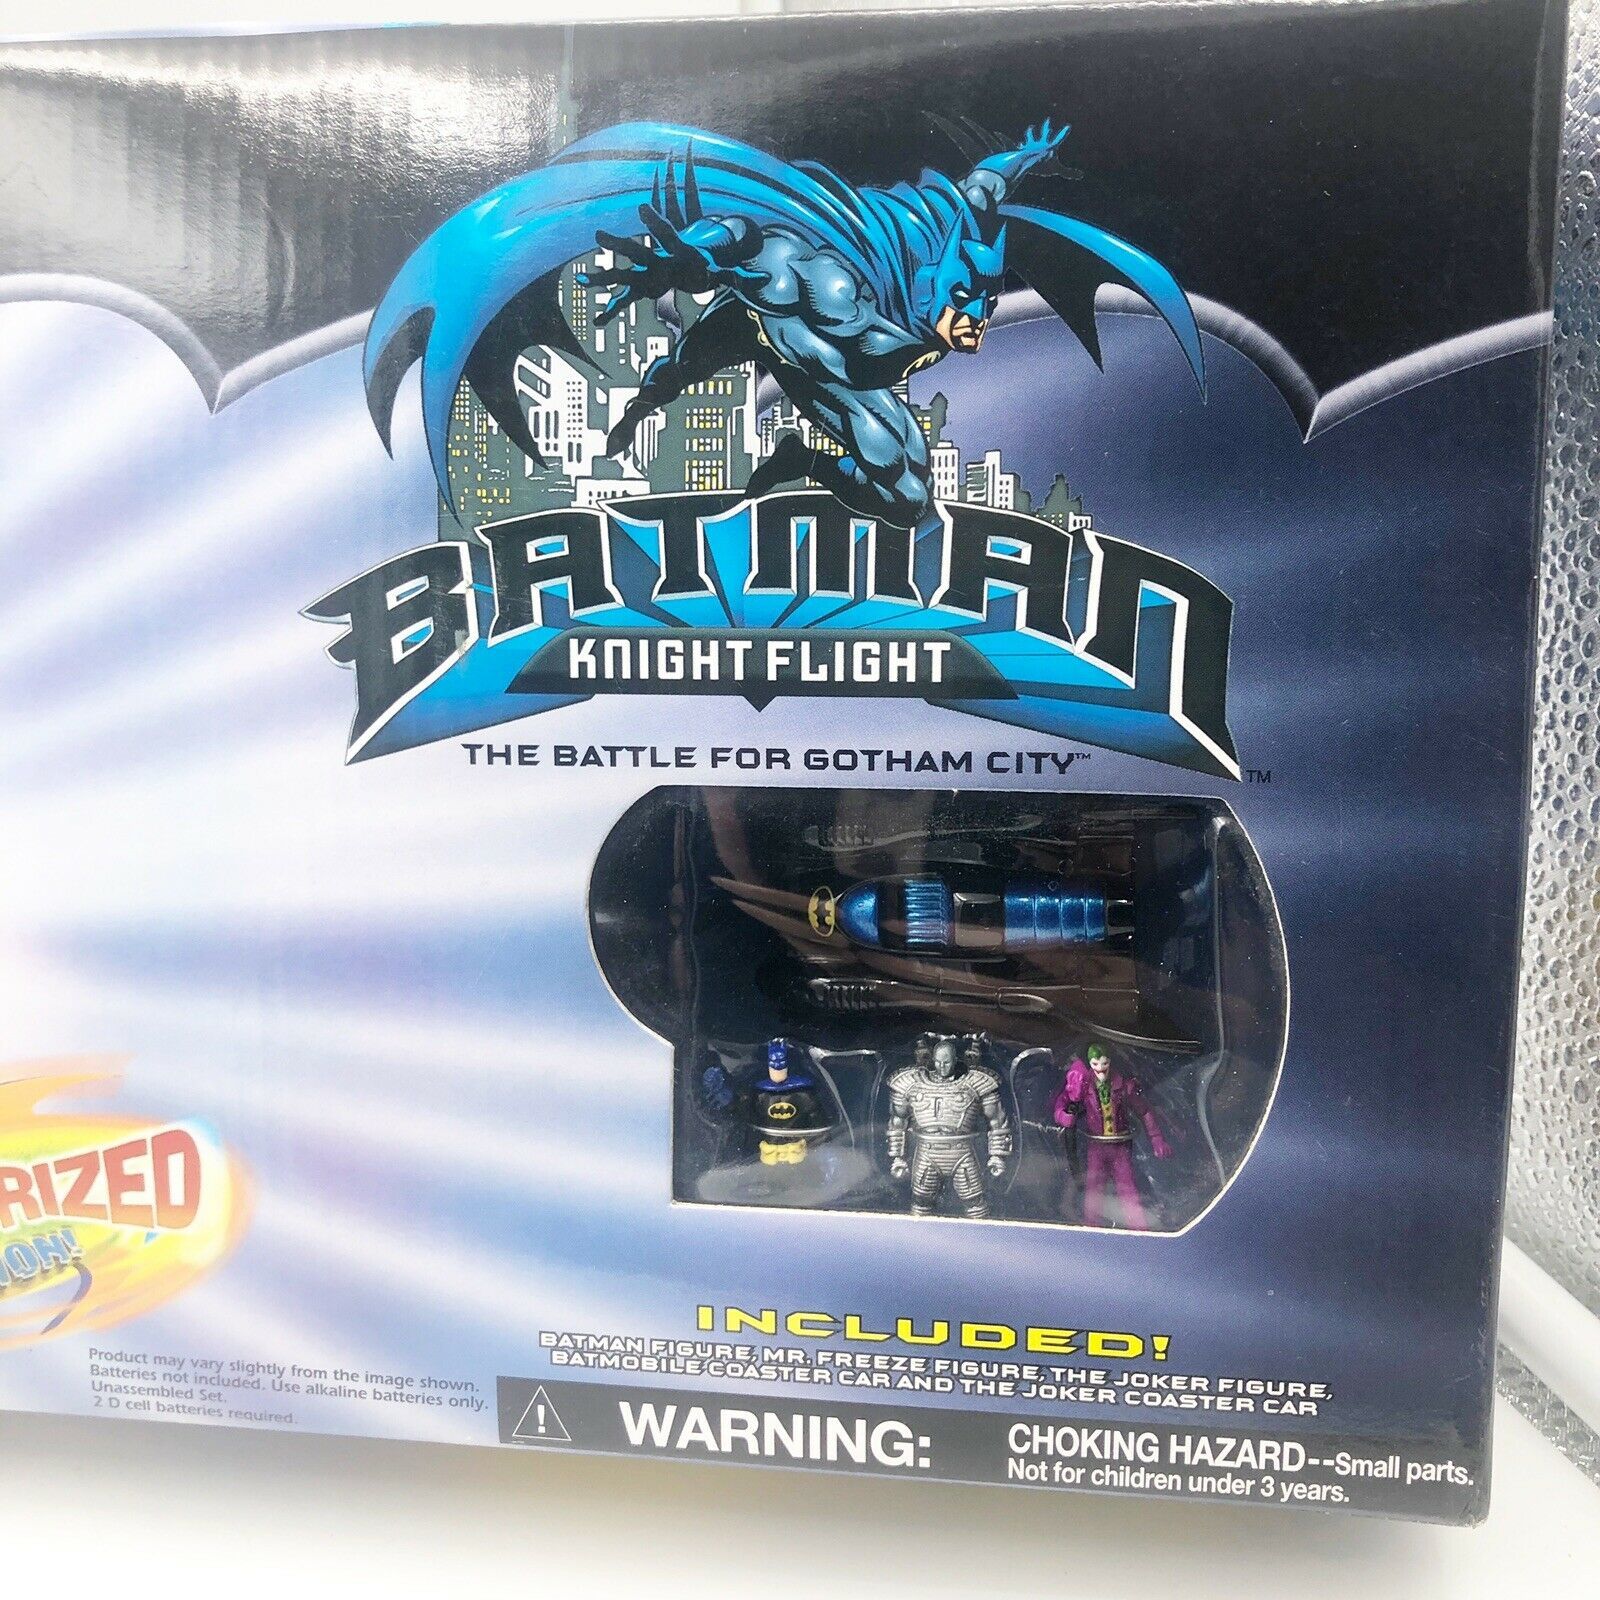 BATMAN
KNIGHT FLIGHT
THE BATTLE FOR GOTHAM CITY™
™
RIZED
ION!
INCLUDED!
BATMAN FIGURE, MR. FREEZE FIGURE, THE JOKER FIGURE,
BATMOBILE COASTER CAR AND THE JOKER COASTER CAR
Product may vary slightly from the image shown.
Batteries not included. Use alkaline batteries only.
Unassembled Set.
2 D cell batteries required.
WARNING:
CHOKING HAZARD--Small parts.
Not for children under 3 years.